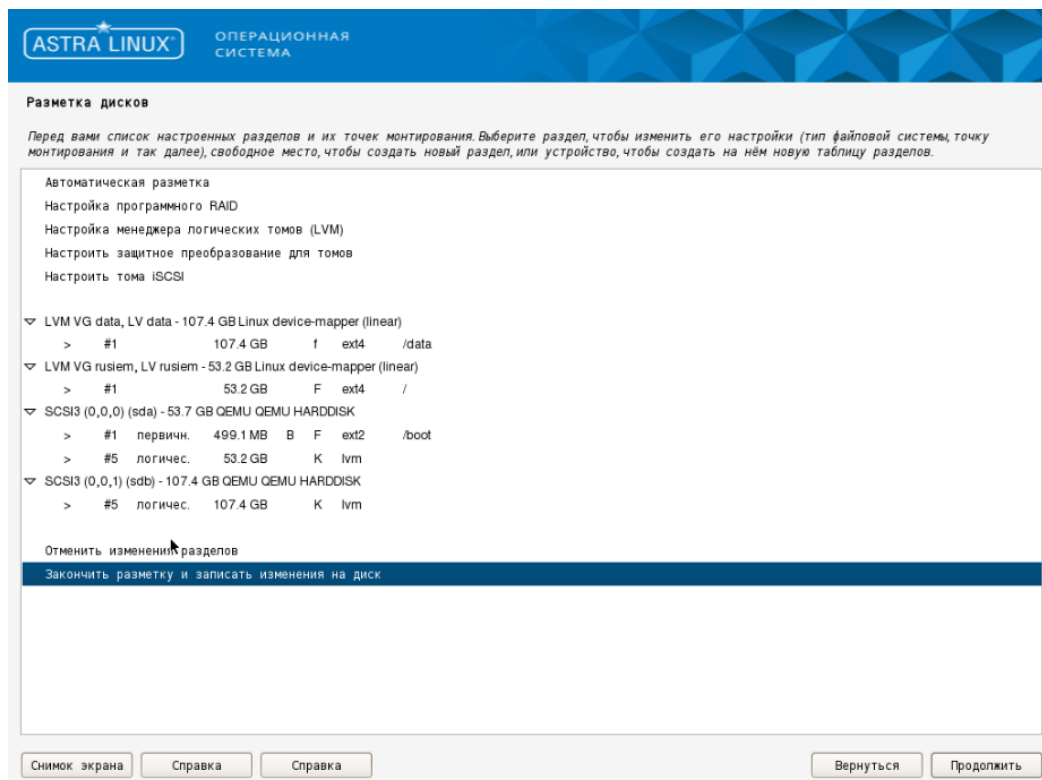 ASTRA LINUX®
ОПЕРАЦИОННАЯ
СИСТЕМА
Разметка дисков
Перед вами список настроенных разделов и их точек монтирования. Выберите раздел, чтобы изменить его настройки (тип файловой системы, точку
монтирования и так далее), свободное место, чтобы создать новый раздел, или устройство, чтобы создать на нём новую таблицу разделов.
Автоматическая разметка
Настройка программного RAID
Настройка менеджера логических томов (LVM)
Настроить защитное преобразование для томов
Настроить тома iSCSI
LVM VG data, LV data - 107.4 GB Linux device-mapper (linear)
> #1 107.4 GB f ext4 /data
LVM VG rusiem, LV rusiem - 53.2 GB Linux device-mapper (linear)
> #1 53.2 GB F ext4 /
SCSI3 (0,0,0) (sda) - 53.7 GB QEMU QEMU HARDDISK
> #1 первичн. 499.1 MB B F ext2 /boot
> #5 логичес. 53.2 GB K lvm
SCSI3 (0,0,1) (sdb) - 107.4 GB QEMU QEMU HARDDISK
> #5 логичес. 107.4 GB K lvm
Отменить изменения разделов
Закончить разметку и записать изменения на диск
Снимок экрана Справка Справка Вернуться Продолжить